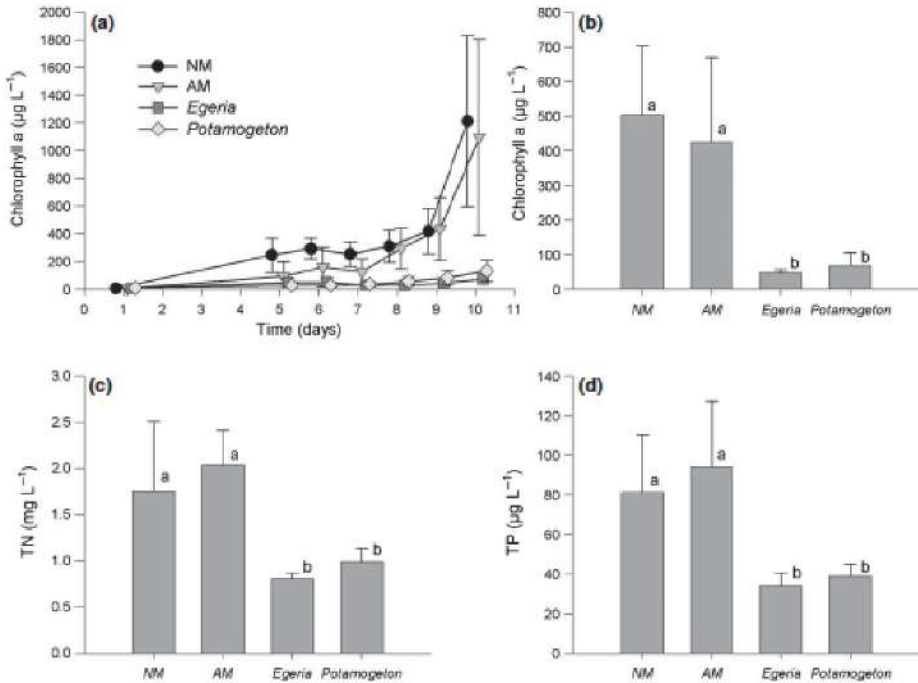 (a)
NM
AM
Egeria
Potamogeton
Chlorophyll a (µg L⁻¹)
2000
1800
1600
1400
1200
1000
800
600
400
200
0
0 1 2 3 4 5 6 7 8 9 10 11
Time (days)
(b)
Chlorophyll a (µg L⁻¹)
800
700
600
500
400
300
200
100
0
a
a
b
b
NM AM Egeria Potamogeton
(c)
TN (mg L⁻¹)
3.0
2.5
2.0
1.5
1.0
0.5
0.0
a
a
b
b
NM AM Egeria Potamogeton
(d)
TP (µg L⁻¹)
140
120
100
80
60
40
20
0
a
a
b
b
NM AM Egeria Potamogeton